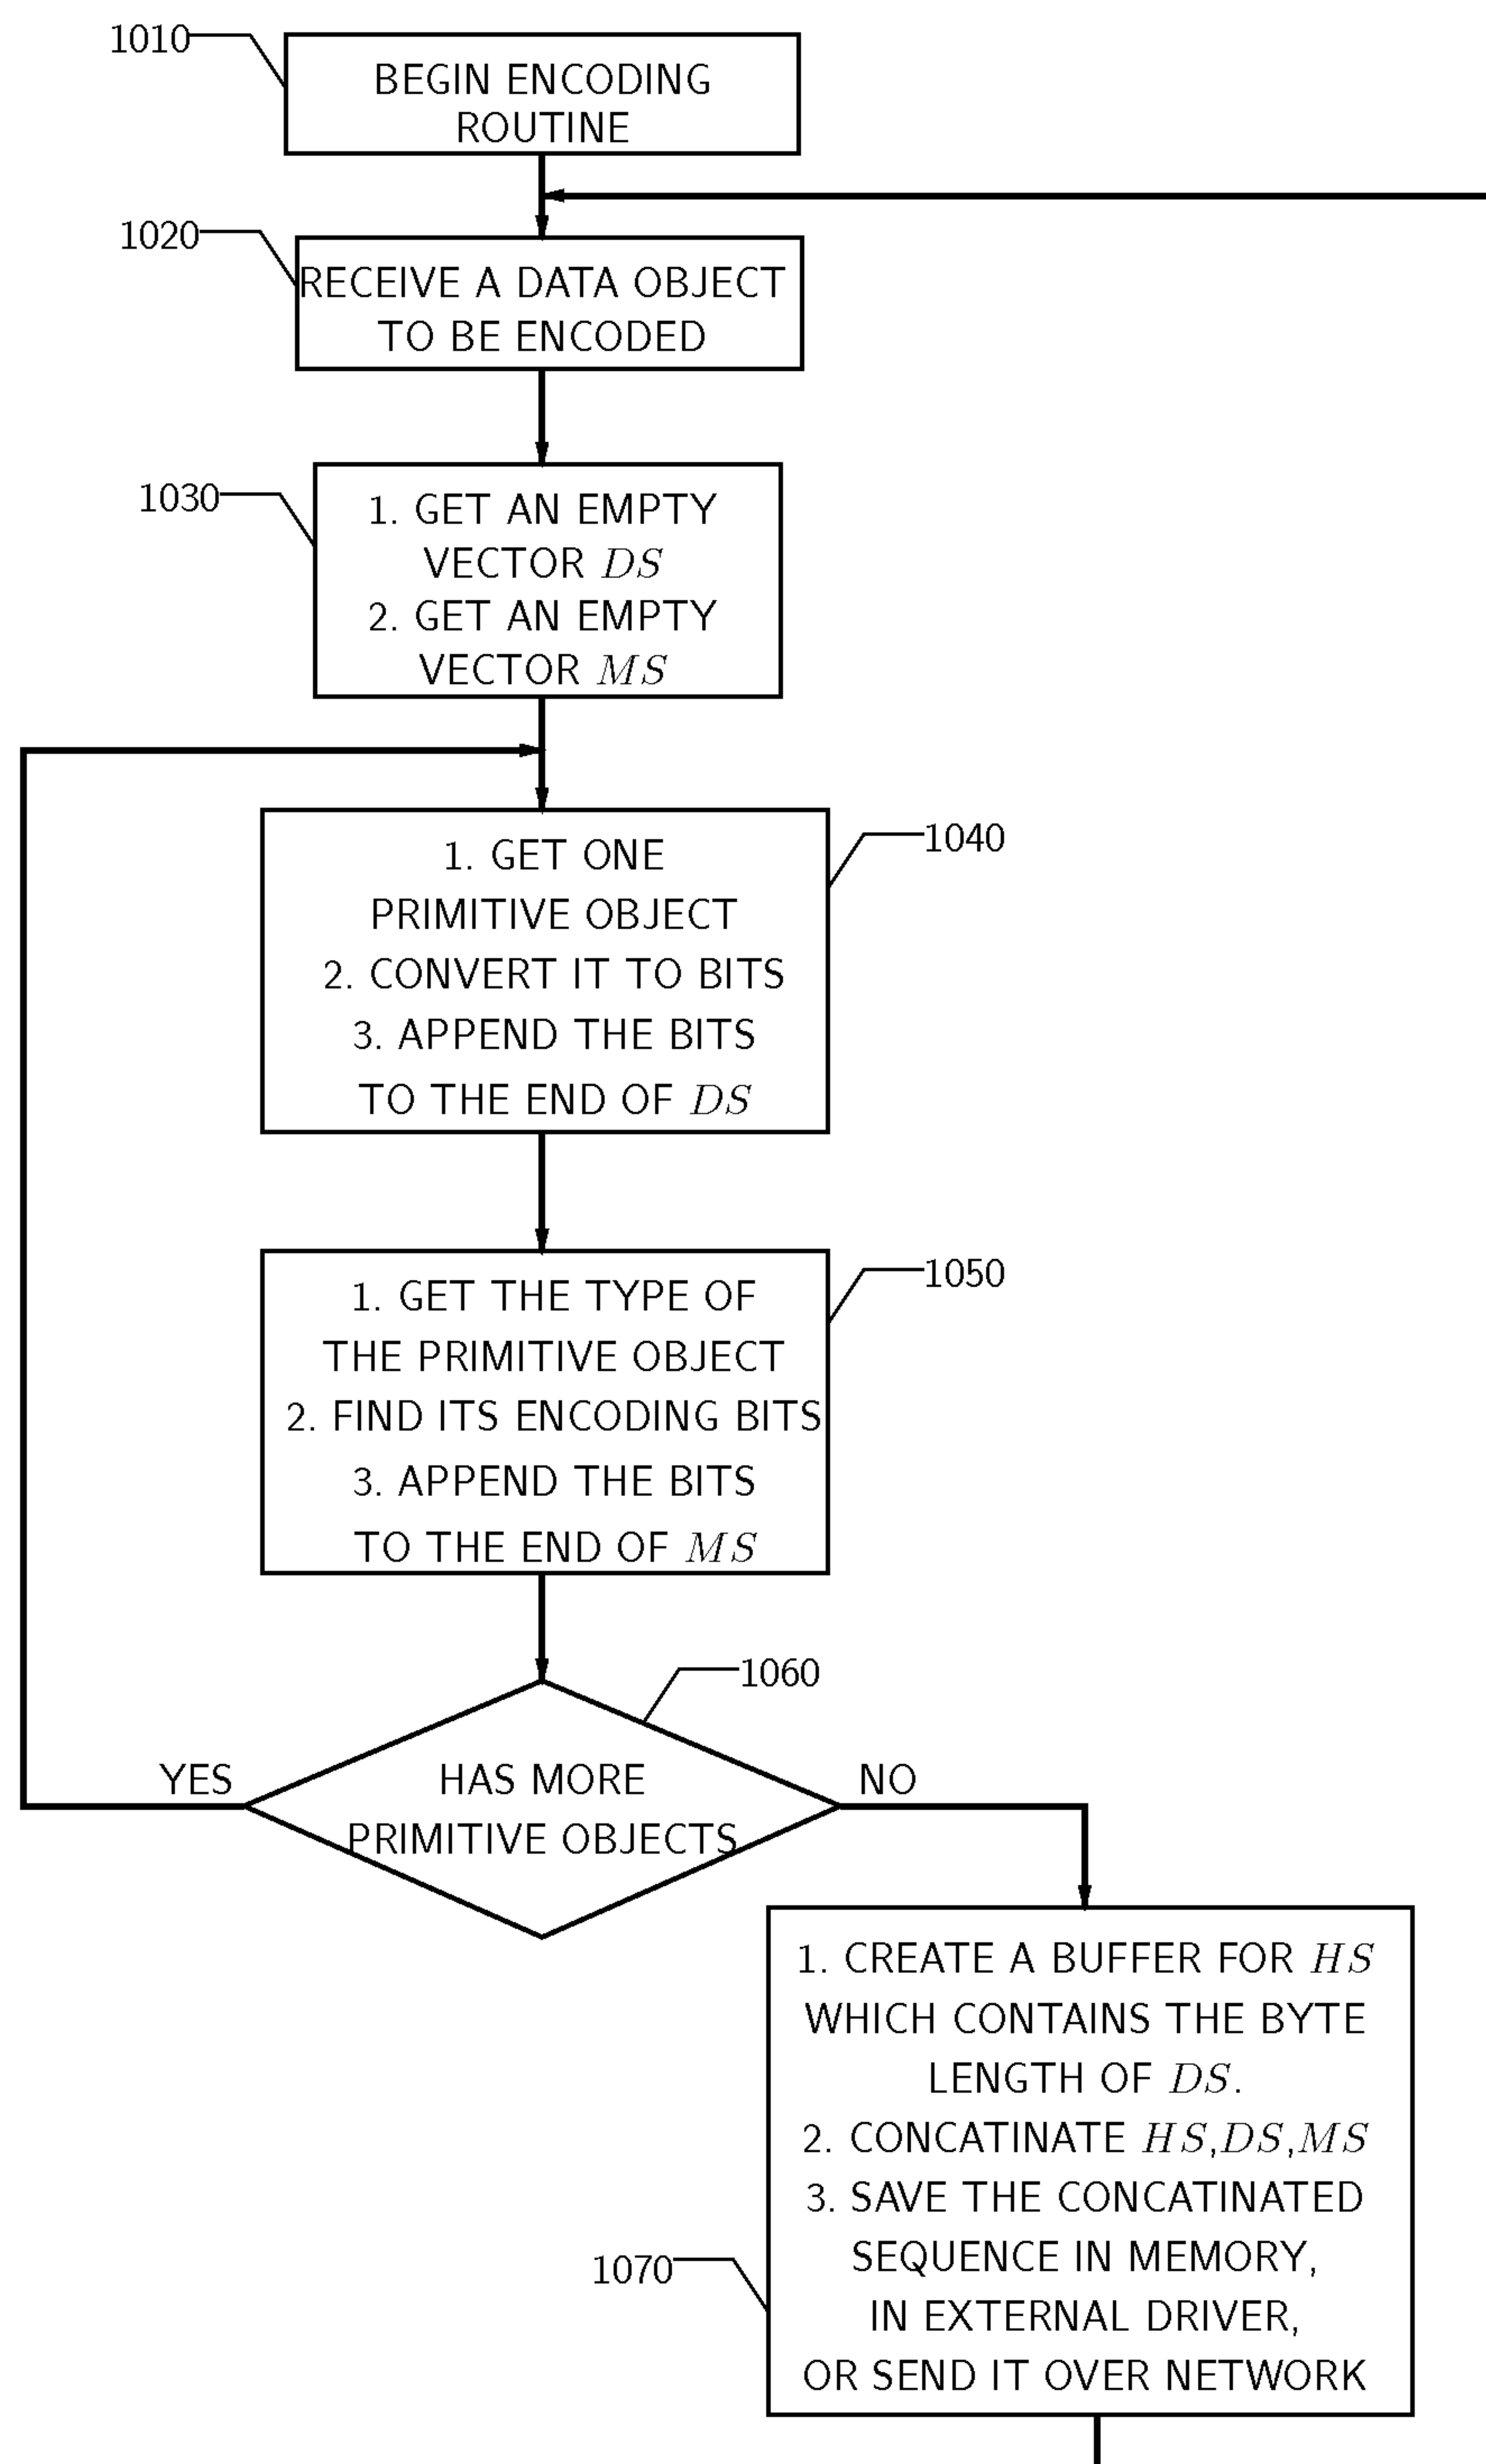 1010
BEGIN ENCODING
ROUTINE
1020
RECEIVE A DATA OBJECT
TO BE ENCODED
1030
1. GET AN EMPTY
VECTOR DS
2. GET AN EMPTY
VECTOR MS
1040
1. GET ONE
PRIMITIVE OBJECT
2. CONVERT IT TO BITS
3. APPEND THE BITS
TO THE END OF DS
1050
1. GET THE TYPE OF
THE PRIMITIVE OBJECT
2. FIND ITS ENCODING BITS
3. APPEND THE BITS
TO THE END OF MS
1060
YES
HAS MORE
PRIMITIVE OBJECTS
NO
1. CREATE A BUFFER FOR HS
WHICH CONTAINS THE BYTE
LENGTH OF DS.
2. CONCATINATE HS,DS,MS
3. SAVE THE CONCATINATED
SEQUENCE IN MEMORY,
1070
IN EXTERNAL DRIVER,
OR SEND IT OVER NETWORK